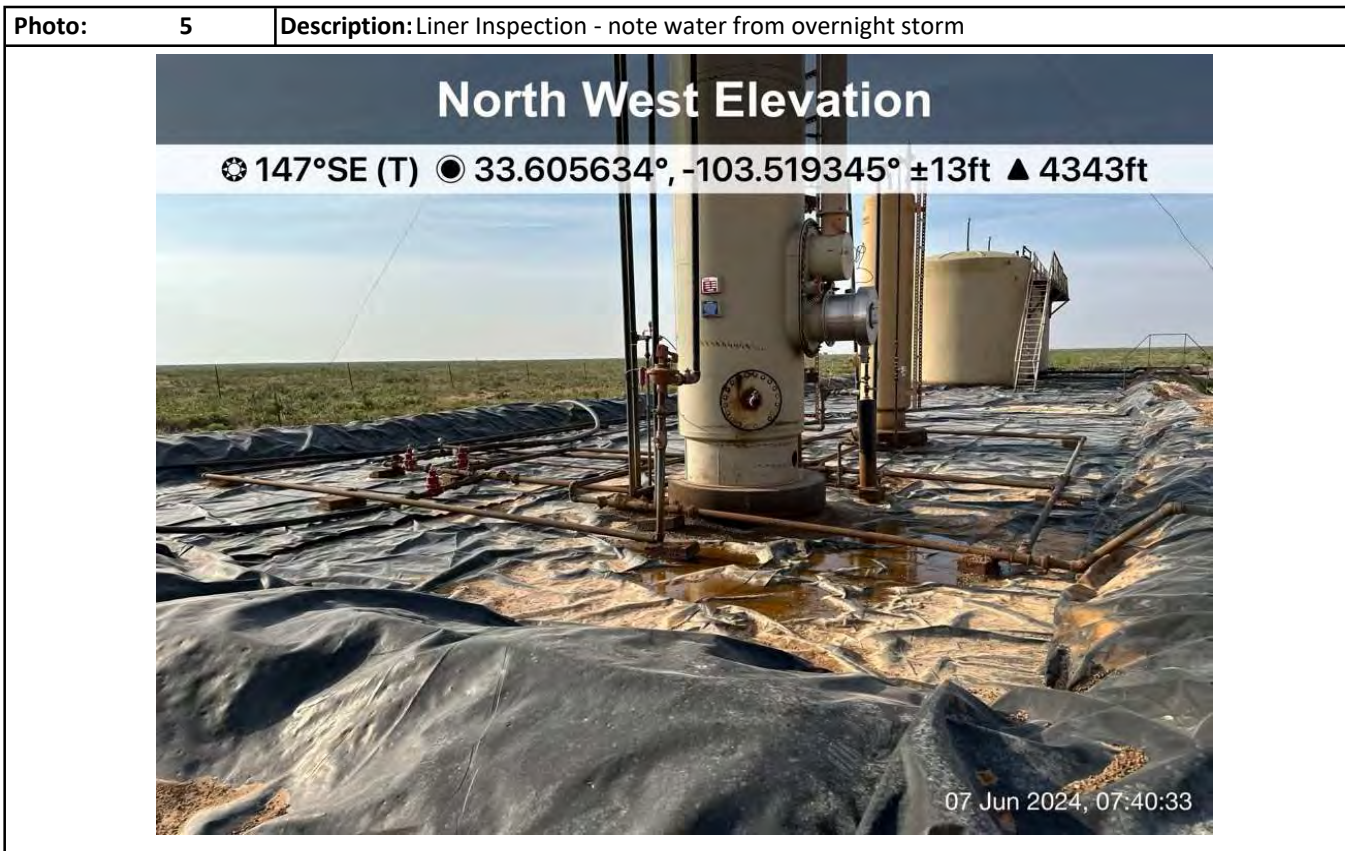 Photo: 5 Description: Liner Inspection - note water from overnight storm
North West Elevation
147°SE (T) 33.605634°, -103.519345° ±13ft ▲ 4343ft
07 Jun 2024, 07:40:33